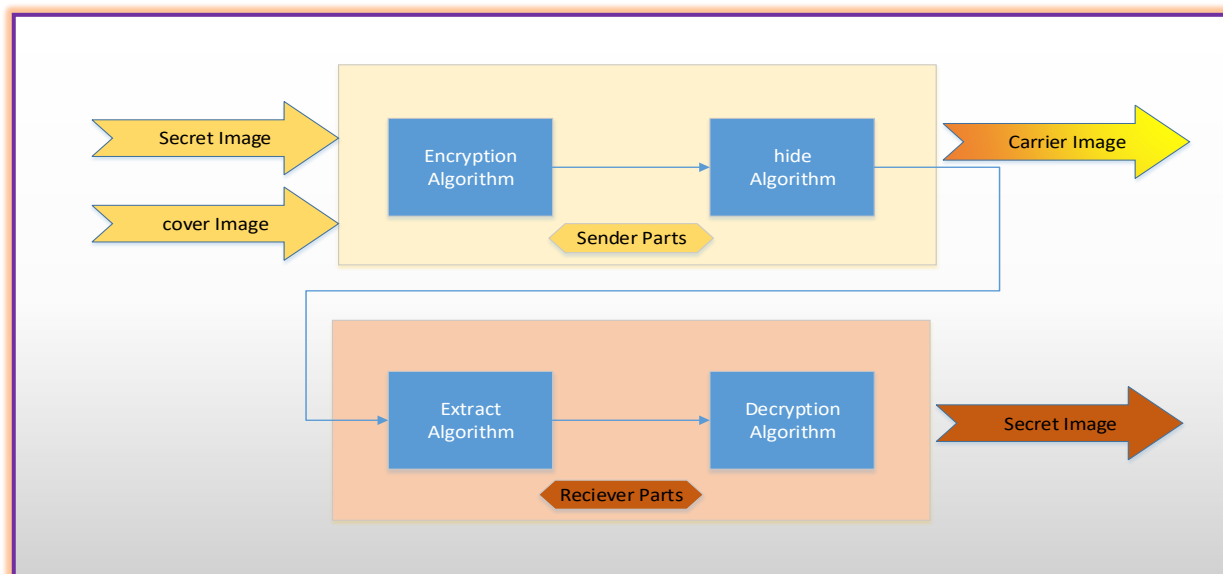 Secret Image
cover Image
Encryption
Algorithm
hide
Algorithm
Sender Parts
Carrier Image
Extract
Algorithm
Decryption
Algorithm
Reciever Parts
Secret Image